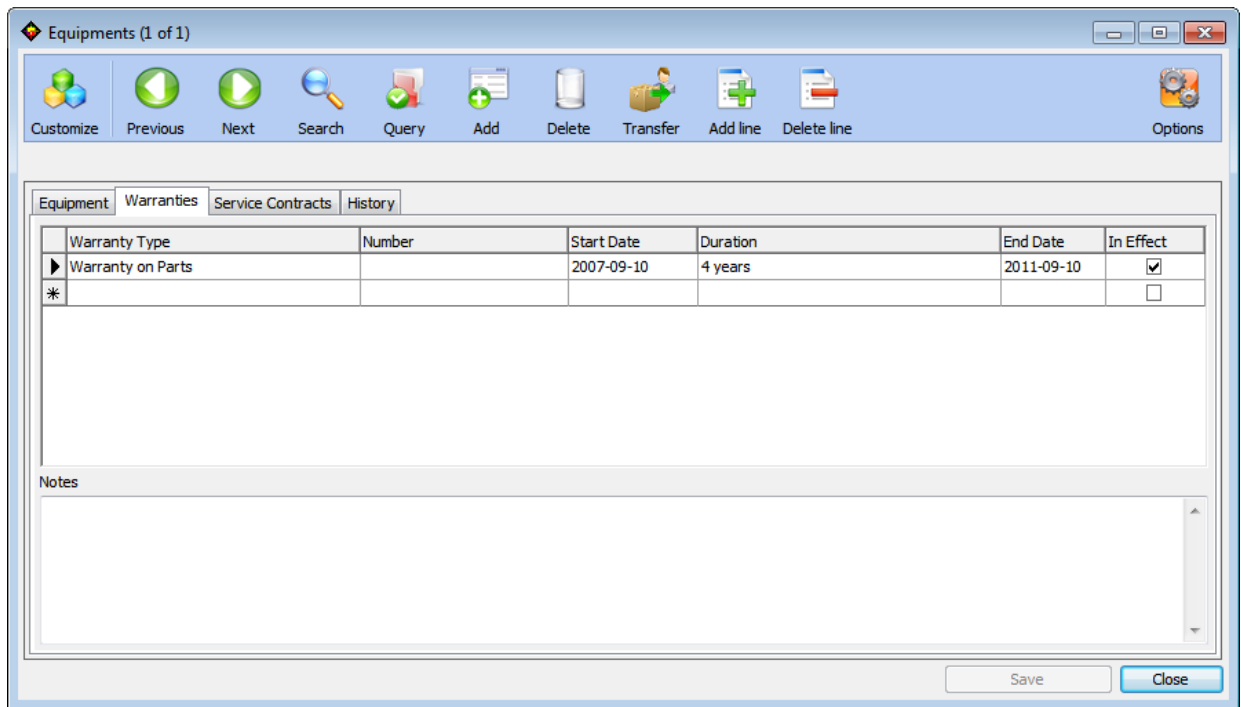 Equipments (1 of 1)
Customize Previous Next Search Query Add Delete Transfer Add line Delete line Options
Equipment Warranties Service Contracts History
Warranty Type Number Start Date Duration End Date In Effect
Warranty on Parts 2007-09-10 4 years 2011-09-10
Notes
Save Close